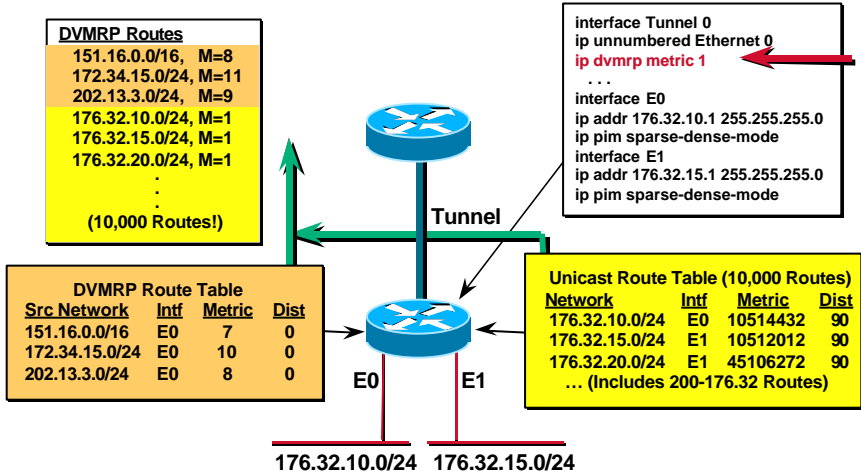 DVMRP Routes
151.16.0.0/16, M=8
172.34.15.0/24, M=11
202.13.3.0/24, M=9
176.32.10.0/24, M=1
176.32.15.0/24, M=1
176.32.20.0/24, M=1
.
.
.
(10,000 Routes!)
interface Tunnel 0
ip unnumbered Ethernet 0
ip dvmrp metric 1
. . .
interface E0
ip addr 176.32.10.1 255.255.255.0
ip pim sparse-dense-mode
interface E1
ip addr 176.32.15.1 255.255.255.0
ip pim sparse-dense-mode
Tunnel
DVMRP Route Table
Src Network Intf Metric Dist
151.16.0.0/16 E0 7 0
172.34.15.0/24 E0 10 0
202.13.3.0/24 E0 8 0
Unicast Route Table (10,000 Routes)
Network Intf Metric Dist
176.32.10.0/24 E0 10514432 90
176.32.15.0/24 E1 10512012 90
176.32.20.0/24 E1 45106272 90
... (Includes 200-176.32 Routes)
E0 E1
176.32.10.0/24 176.32.15.0/24